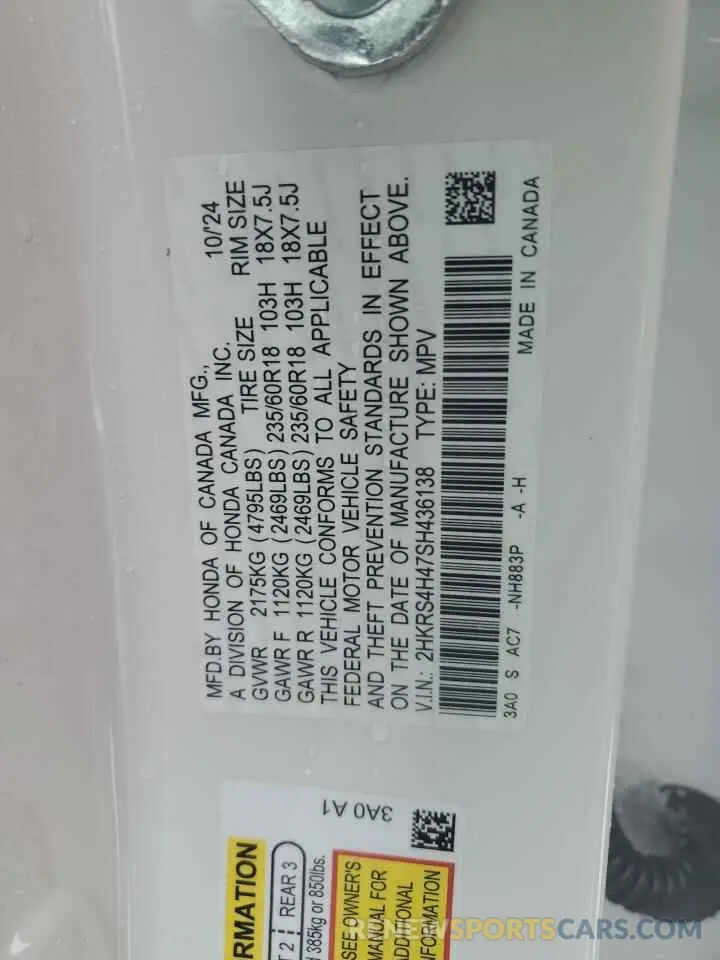 MFD.BY HONDA OF CANADA MFG., 10/'24
A DIVISION OF HONDA CANADA INC.
GVWR 2175KG (4795LBS) TIRE SIZE RIM SIZE
GAWR F 1120KG (2469LBS) 235/60R18 103H 18X7.5J
GAWR R 1120KG (2469LBS) 235/60R18 103H 18X7.5J
THIS VEHICLE CONFORMS TO ALL APPLICABLE
FEDERAL MOTOR VEHICLE SAFETY
AND THEFT PREVENTION STANDARDS IN EFFECT
ON THE DATE OF MANUFACTURE SHOWN ABOVE.
V.I.N.: 2HKRS4H47SH436138 TYPE: MPV
3A0 S AC7 -NH883P -A -H MADE IN CANADA
3A0 A1
2 REAR 3
385kg or 850lbs.
SEE OWNER'S
MANUAL FOR
ADDITIONAL
RENEWSPORTSCARS.COM